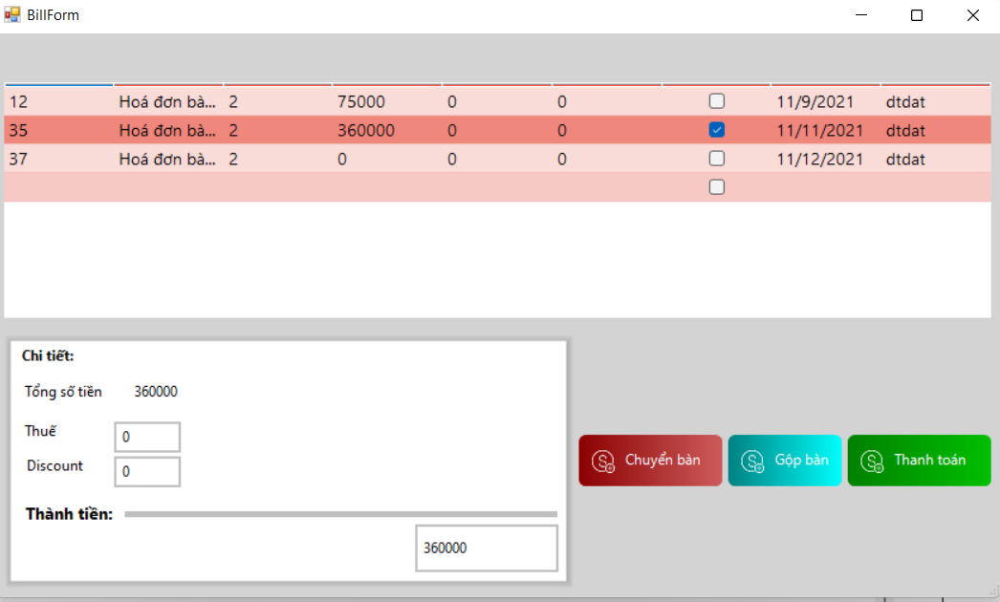 BillForm
12 Hoá đơn bà... 2 75000 0 0 11/9/2021 dtdat
35 Hoá đơn bà... 2 360000 0 0 11/11/2021 dtdat
37 Hoá đơn bà... 2 0 0 0 11/12/2021 dtdat
Chi tiết:
Tổng số tiền 360000
Thuế 0
Discount 0
Thành tiền:
360000
Chuyển bàn Gộp bàn Thanh toán